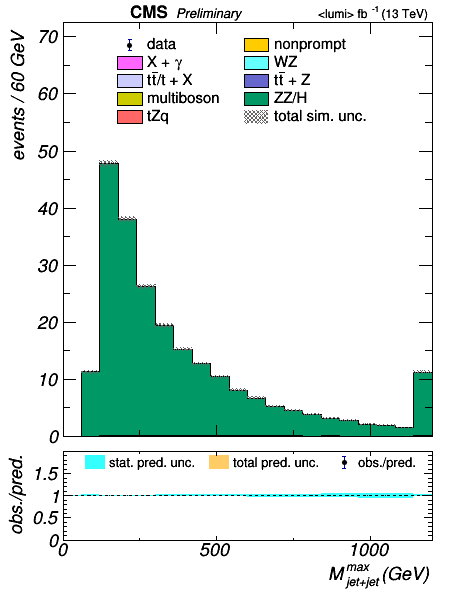 CMS Preliminary <lumi> fb⁻¹ (13 TeV)
events / 60 GeV
70
60
50
40
30
20
10
0
data nonprompt
X + γ WZ
tt̄/t + X tt̄ + Z
multiboson ZZ/H
tZq total sim. unc.
obs./pred.
1.5
1
0.5
0
stat. pred. unc. total pred. unc. obs./pred.
0 500 1000
M^max_jet+jet (GeV)